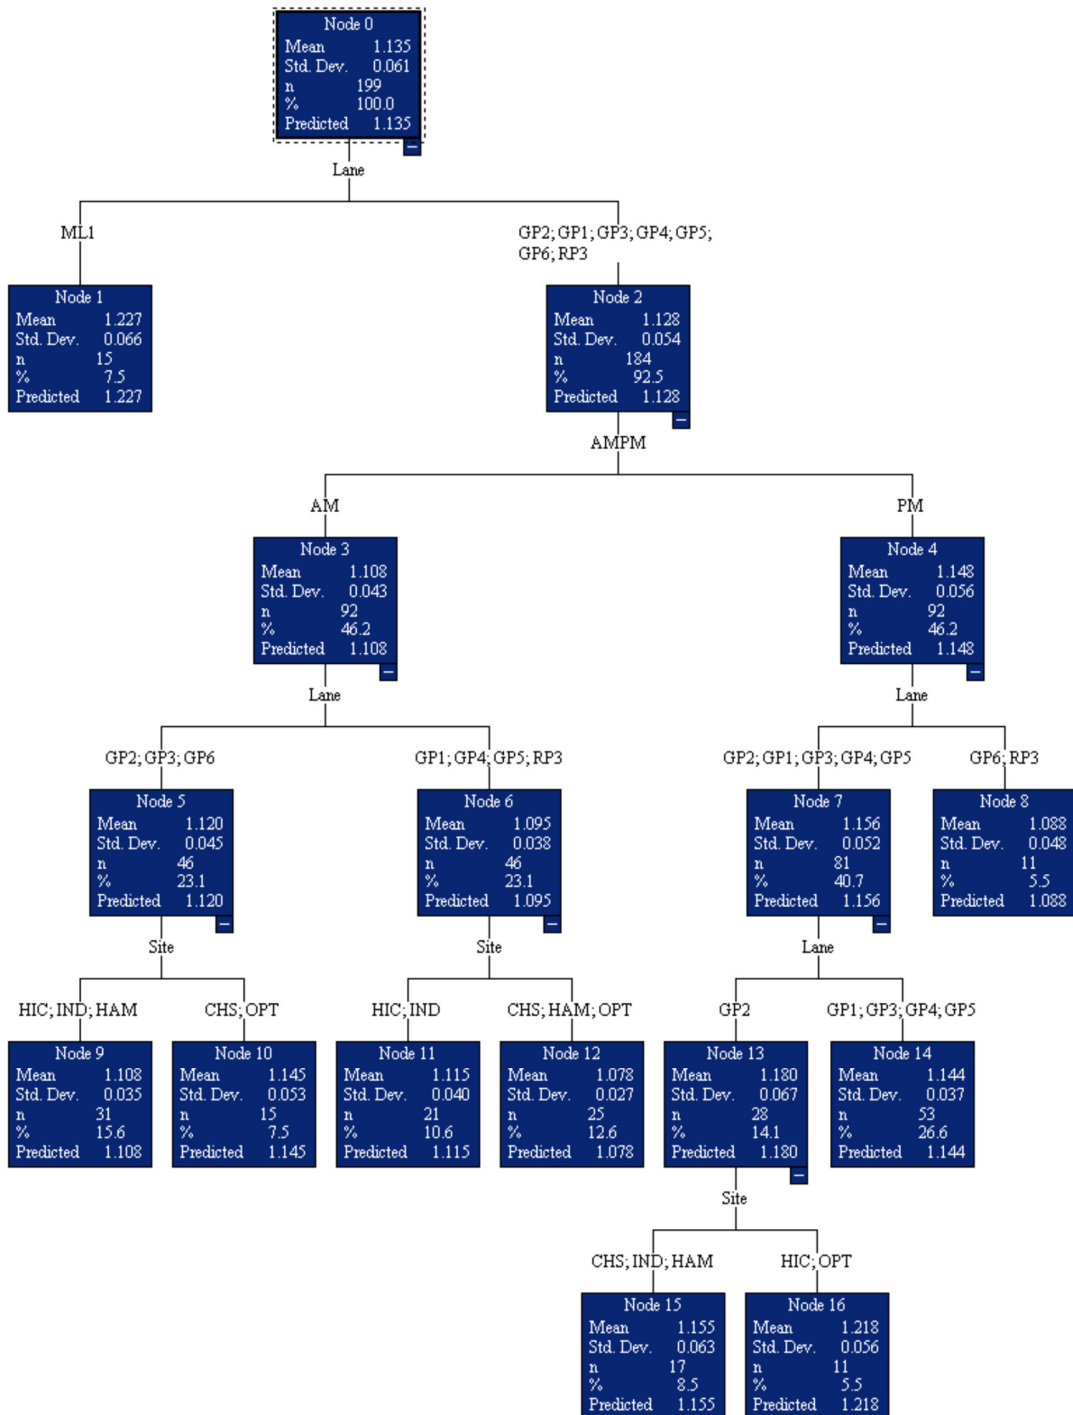 Node 0
Mean 1.135
Std. Dev. 0.061
n 199
% 100.0
Predicted 1.135
−
Lane
ML1
GP2; GP1; GP3; GP4; GP5;
GP6; RP3
Node 1
Mean 1.227
Std. Dev. 0.066
n 15
% 7.5
Predicted 1.227
Node 2
Mean 1.128
Std. Dev. 0.054
n 184
% 92.5
Predicted 1.128
−
AMPM
AM
PM
Node 3
Mean 1.108
Std. Dev. 0.043
n 92
% 46.2
Predicted 1.108
−
Node 4
Mean 1.148
Std. Dev. 0.056
n 92
% 46.2
Predicted 1.148
−
Lane
Lane
GP2; GP3; GP6
GP1; GP4; GP5; RP3
GP2; GP1; GP3; GP4; GP5
GP6; RP3
Node 5
Mean 1.120
Std. Dev. 0.045
n 46
% 23.1
Predicted 1.120
−
Node 6
Mean 1.095
Std. Dev. 0.038
n 46
% 23.1
Predicted 1.095
−
Node 7
Mean 1.156
Std. Dev. 0.052
n 81
% 40.7
Predicted 1.156
−
Node 8
Mean 1.088
Std. Dev. 0.048
n 11
% 5.5
Predicted 1.088
Site
Site
Lane
HIC; IND; HAM
CHS; OPT
HIC; IND
CHS; HAM; OPT
GP2
GP1; GP3; GP4; GP5
Node 9
Mean 1.108
Std. Dev. 0.035
n 31
% 15.6
Predicted 1.108
Node 10
Mean 1.145
Std. Dev. 0.053
n 15
% 7.5
Predicted 1.145
Node 11
Mean 1.115
Std. Dev. 0.040
n 21
% 10.6
Predicted 1.115
Node 12
Mean 1.078
Std. Dev. 0.027
n 25
% 12.6
Predicted 1.078
Node 13
Mean 1.180
Std. Dev. 0.067
n 28
% 14.1
Predicted 1.180
−
Node 14
Mean 1.144
Std. Dev. 0.037
n 53
% 26.6
Predicted 1.144
Site
CHS; IND; HAM
HIC; OPT
Node 15
Mean 1.155
Std. Dev. 0.063
n 17
% 8.5
Predicted 1.155
Node 16
Mean 1.218
Std. Dev. 0.056
n 11
% 5.5
Predicted 1.218